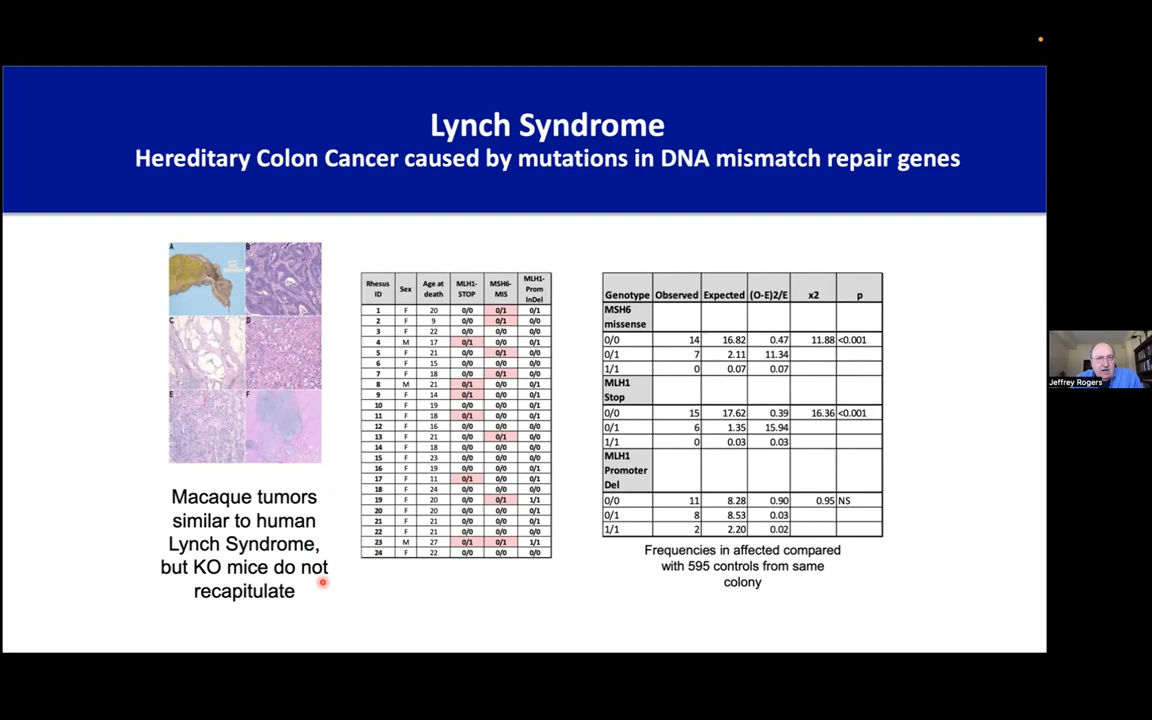 Lynch Syndrome
Hereditary Colon Cancer caused by mutations in DNA mismatch repair genes
A B
C D
E F
Macaque tumors
similar to human
Lynch Syndrome,
but KO mice do not
recapitulate
Rhesus ID Sex Age at death MLH1-STOP MSH6-MIS MLH1-Prom InDel
1 F 20 0/0 0/1 0/1
2 F 9 0/0 0/1 0/1
3 F 22 0/0 0/0 0/0
4 M 17 0/1 0/0 0/1
5 F 21 0/0 0/1 0/0
6 F 15 0/0 0/0 0/0
7 F 18 0/0 0/1 0/0
8 M 21 0/1 0/0 0/1
9 F 14 0/1 0/0 0/1
10 F 19 0/0 0/0 0/1
11 F 18 0/1 0/0 0/1
12 F 16 0/0 0/0 0/0
13 F 21 0/0 0/1 0/0
14 F 18 0/0 0/0 0/0
15 F 23 0/0 0/0 0/0
16 F 19 0/0 0/0 0/1
17 F 11 0/1 0/0 0/0
18 F 24 0/0 0/0 0/0
19 F 20 0/0 0/1 1/1
20 F 20 0/0 0/0 0/1
21 F 21 0/0 0/0 0/1
22 F 21 0/0 0/0 0/0
23 M 27 0/1 0/1 1/1
24 F 22 0/0 0/0 0/0
Genotype Observed Expected (O-E)2/E x2 p
MSH6
missense
0/0 14 16.82 0.47 11.88 <0.001
0/1 7 2.11 11.34
1/1 0 0.07 0.07
MLH1
Stop
0/0 15 17.62 0.39 16.36 <0.001
0/1 6 1.35 15.94
1/1 0 0.03 0.03
MLH1
Promoter
Del
0/0 11 8.28 0.90 0.95 NS
0/1 8 8.53 0.03
1/1 2 2.20 0.02
Frequencies in affected compared
with 595 controls from same
colony
Jeffrey Rogers